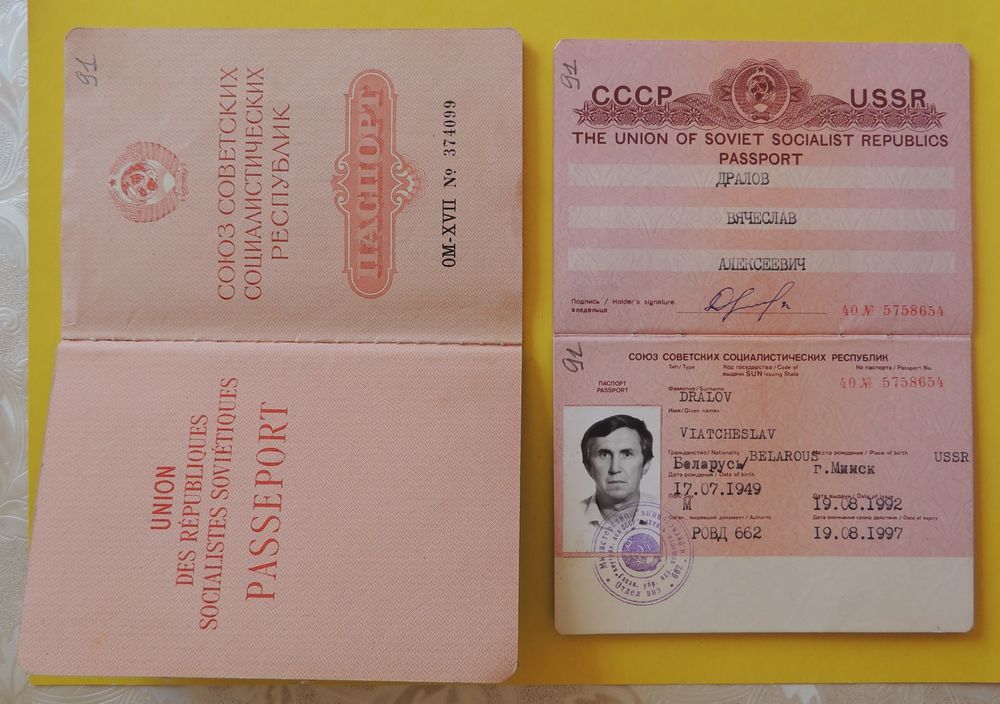 91
СОЮЗ СОВЕТСКИХ
СОЦИАЛИСТИЧЕСКИХ
РЕСПУБЛИК
ПАСПОРТ
ОМ-XVII № 374099
UNION
DES RÉPUBLIQUES
SOCIALISTES SOVIÉTIQUES
PASSEPORT
91
СССР USSR
THE UNION OF SOVIET SOCIALIST REPUBLICS
PASSPORT
ДРАЛОВ
ВЯЧЕСЛАВ
АЛЕКСЕЕВИЧ
Подпись / Holder's signature
владельца
40 № 5758654
91
СОЮЗ СОВЕТСКИХ СОЦИАЛИСТИЧЕСКИХ РЕСПУБЛИК
Тип/Type Код государства / Code of № паспорта / Passport No.
выдачи SUN Issuing State
40 № 5758654
ПАСПОРТ
PASSPORT
Фамилия/Surname
DRALOV
Имя/Given names
VIATCHESLAV
Гражданство/Nationality Место рождения / Place of birth
Беларусь/BELAROUS г.Минск USSR
Дата рождения / Date of birth
17.07.1949
М
Дата выдачи / Date of issue
19.08.1992
Орган, выдавший документ / Authority Дата окончания срока действия / Date of expiry
РОВД 662 19.08.1997
Отдел виз
662